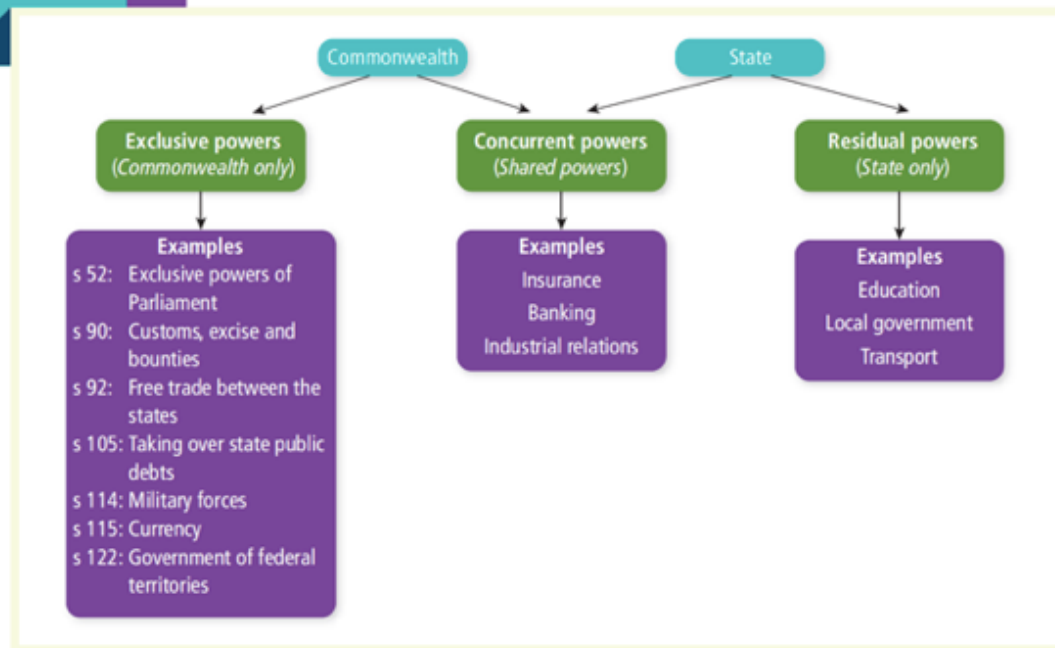 Commonwealth
State
Exclusive powers
(Commonwealth only)
Concurrent powers
(Shared powers)
Residual powers
(State only)
Examples
s 52: Exclusive powers of
Parliament
s 90: Customs, excise and
bounties
s 92: Free trade between the
states
s 105: Taking over state public
debts
s 114: Military forces
s 115: Currency
s 122: Government of federal
territories
Examples
Insurance
Banking
Industrial relations
Examples
Education
Local government
Transport